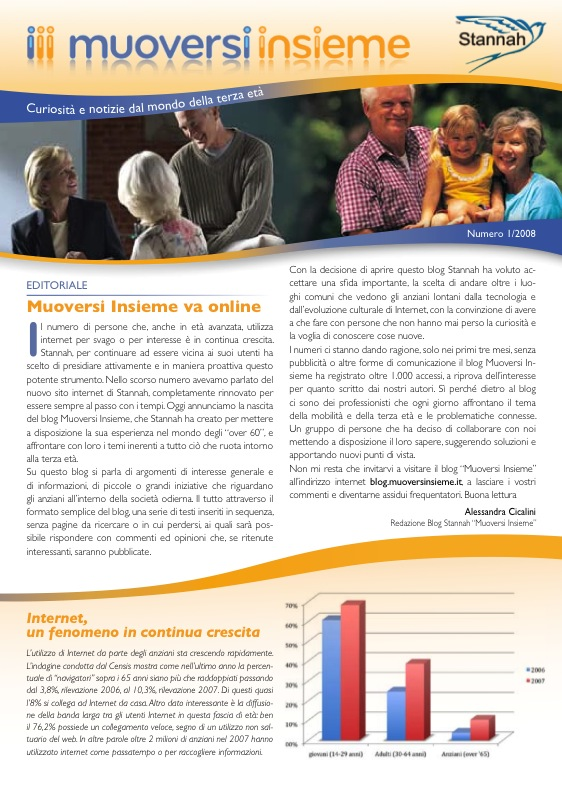 muoversi insieme
Stannah
Curiosità e notizie dal mondo della terza età
Numero 1/2008
EDITORIALE
Muoversi Insieme va online
Il numero di persone che, anche in età avanzata, utilizza
internet per svago o per interesse è in continua crescita.
Stannah, per continuare ad essere vicina ai suoi utenti ha
scelto di presidiare attivamente e in maniera proattiva questo
potente strumento. Nello scorso numero avevamo parlato del
nuovo sito internet di Stannah, completamente rinnovato per
essere sempre al passo con i tempi. Oggi annunciamo la nascita
del blog Muoversi Insieme, che Stannah ha creato per mettere
a disposizione la sua esperienza nel mondo degli “over 60”, e
affrontare con loro i temi inerenti a tutto ciò che ruota intorno
alla terza età.
Su questo blog si parla di argomenti di interesse generale e
di informazioni, di piccole o grandi iniziative che riguardano
gli anziani all’interno della società odierna. Il tutto attraverso il
formato semplice del blog, una serie di testi inseriti in sequenza,
senza pagina da ricercare o in cui perdersi, ai quali sarà pos-
sibile rispondere con commenti ed opinioni che, se ritenute
interessanti, saranno pubblicate.
Con la decisione di aprire questo blog Stannah ha voluto ac-
cettare una sfida importante, la scelta di andare oltre i luo-
ghi comuni che vedono gli anziani lontani dalla tecnologia e
dall’evoluzione culturale di Internet, con la convinzione di avere
a che fare con persone che non hanno mai perso la curiosità e
la voglia di conoscere cose nuove.
I numeri ci stanno dando ragione, solo nei primi tre mesi, senza
pubblicità o altre forme di comunicazione il blog Muoversi In-
sieme ha registrato oltre 1.000 accessi, a riprova dell’interesse
per quanto scritto dai nostri autori. Sì perché dietro al blog
ci sono dei professionisti che ogni giorno affrontano il tema
della mobilità e della terza età e le problematiche connesse.
Un gruppo di persone che ha deciso di collaborare con noi
mettendo a disposizione il loro sapere, suggerendo soluzioni e
apportando nuovi punti di vista.
Non mi resta che invitarvi a visitare il blog “Muoversi Insieme”
all’indirizzo internet blog.muoversinsieme.it, a lasciare i vostri
commenti e diventarne assidui frequentatori. Buona lettura
Alessandra Cicalini
Redazione Blog Stannah “Muoversi Insieme”
Internet,
un fenomeno in continua crescita
L’utilizzo di Internet da parte degli anziani sta crescendo rapidamente.
L’indagine condotta dal Censis mostra come nell’ultimo anno la percen-
tuale di “navigatori” sopra i 65 anni siano più che raddoppiati passando
dal 3,8%, rilevazione 2006, al 10,3%, rilevazione 2007. Di questi quasi
l’8% si collega ad Internet da casa. Altro dato interessante è la diffusio-
ne della banda larga tra gli utenti Internet in questa fascia di età: ben
il 76,2% possiede un collegamento veloce, segno di un utilizzo non sal-
tuario del web. In altre parole oltre 2 milioni di anziani nel 2007 hanno
utilizzato internet come passatempo o per raccogliere informazioni.
70%
60%
50%
40%
30%
20%
10%
00%
giovani (14-29 anni)
Adulti (30-64 anni)
Anziani (over '65)
2006
2007